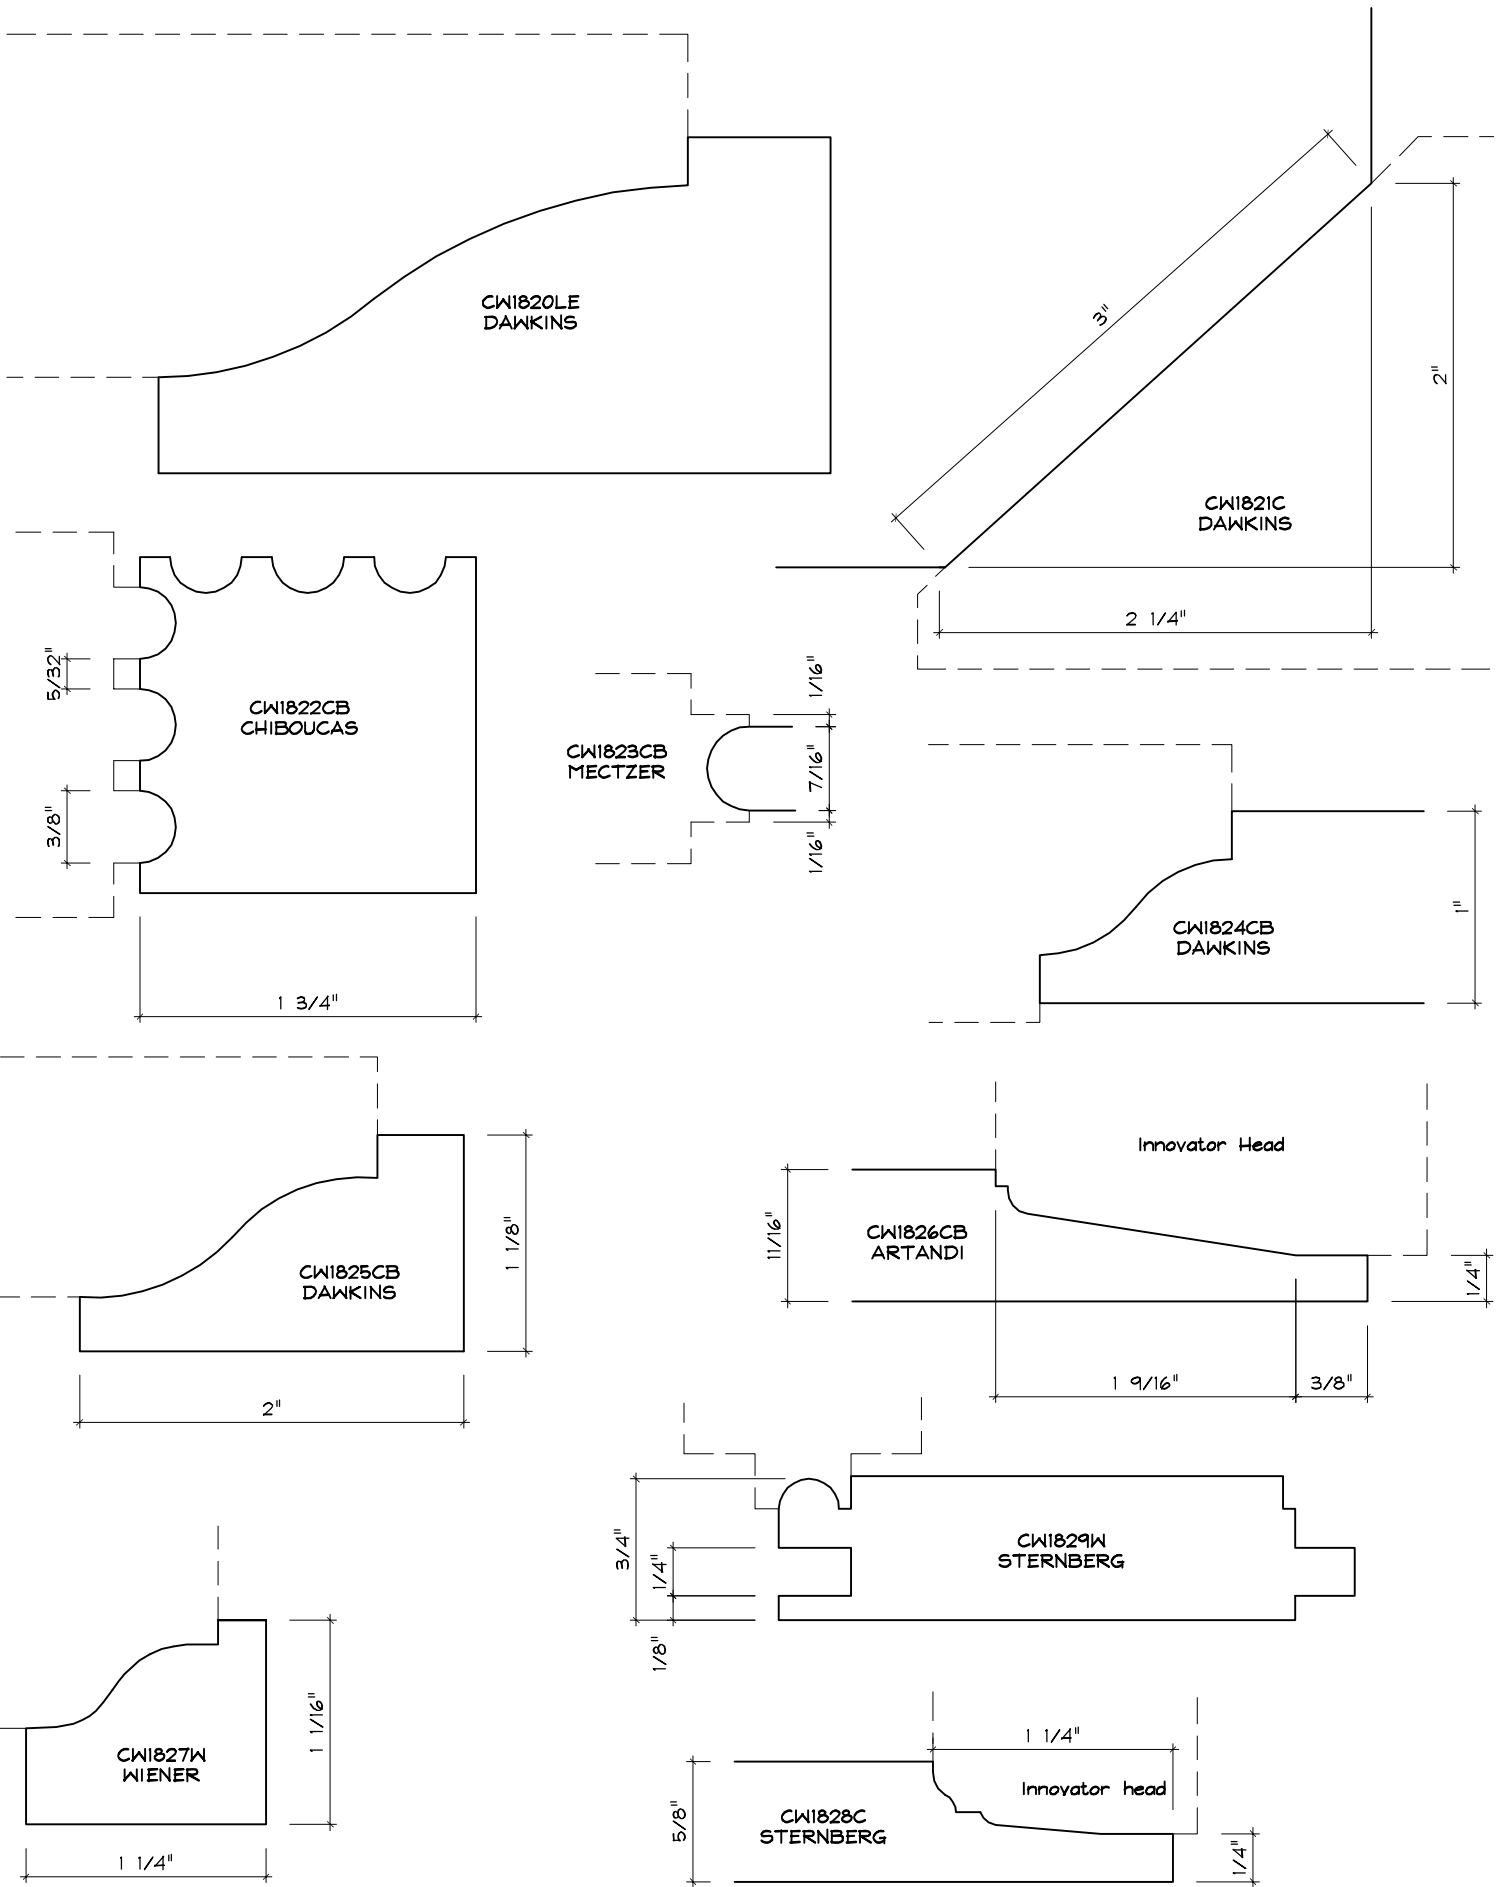 CW1820LE
DAWKINS
3"
2"
CW1821C
DAWKINS
2 1/4"
5/32"
CW1822CB
CHIBOUCAS
3/8"
1 3/4"
1/16"
CW1823CB
MECTZER
7/16"
1/16"
CW1824CB
DAWKINS
1"
CW1825CB
DAWKINS
1 1/8"
2"
Innovator Head
11/16"
CW1826CB
ARTANDI
1/4"
1 9/16"
3/8"
3/4"
1/4"
1/8"
CW1829W
STERNBERG
CW1827W
WIENER
1 1/16"
1 1/4"
1 1/4"
Innovator head
5/8"
CW1828C
STERNBERG
1/4"